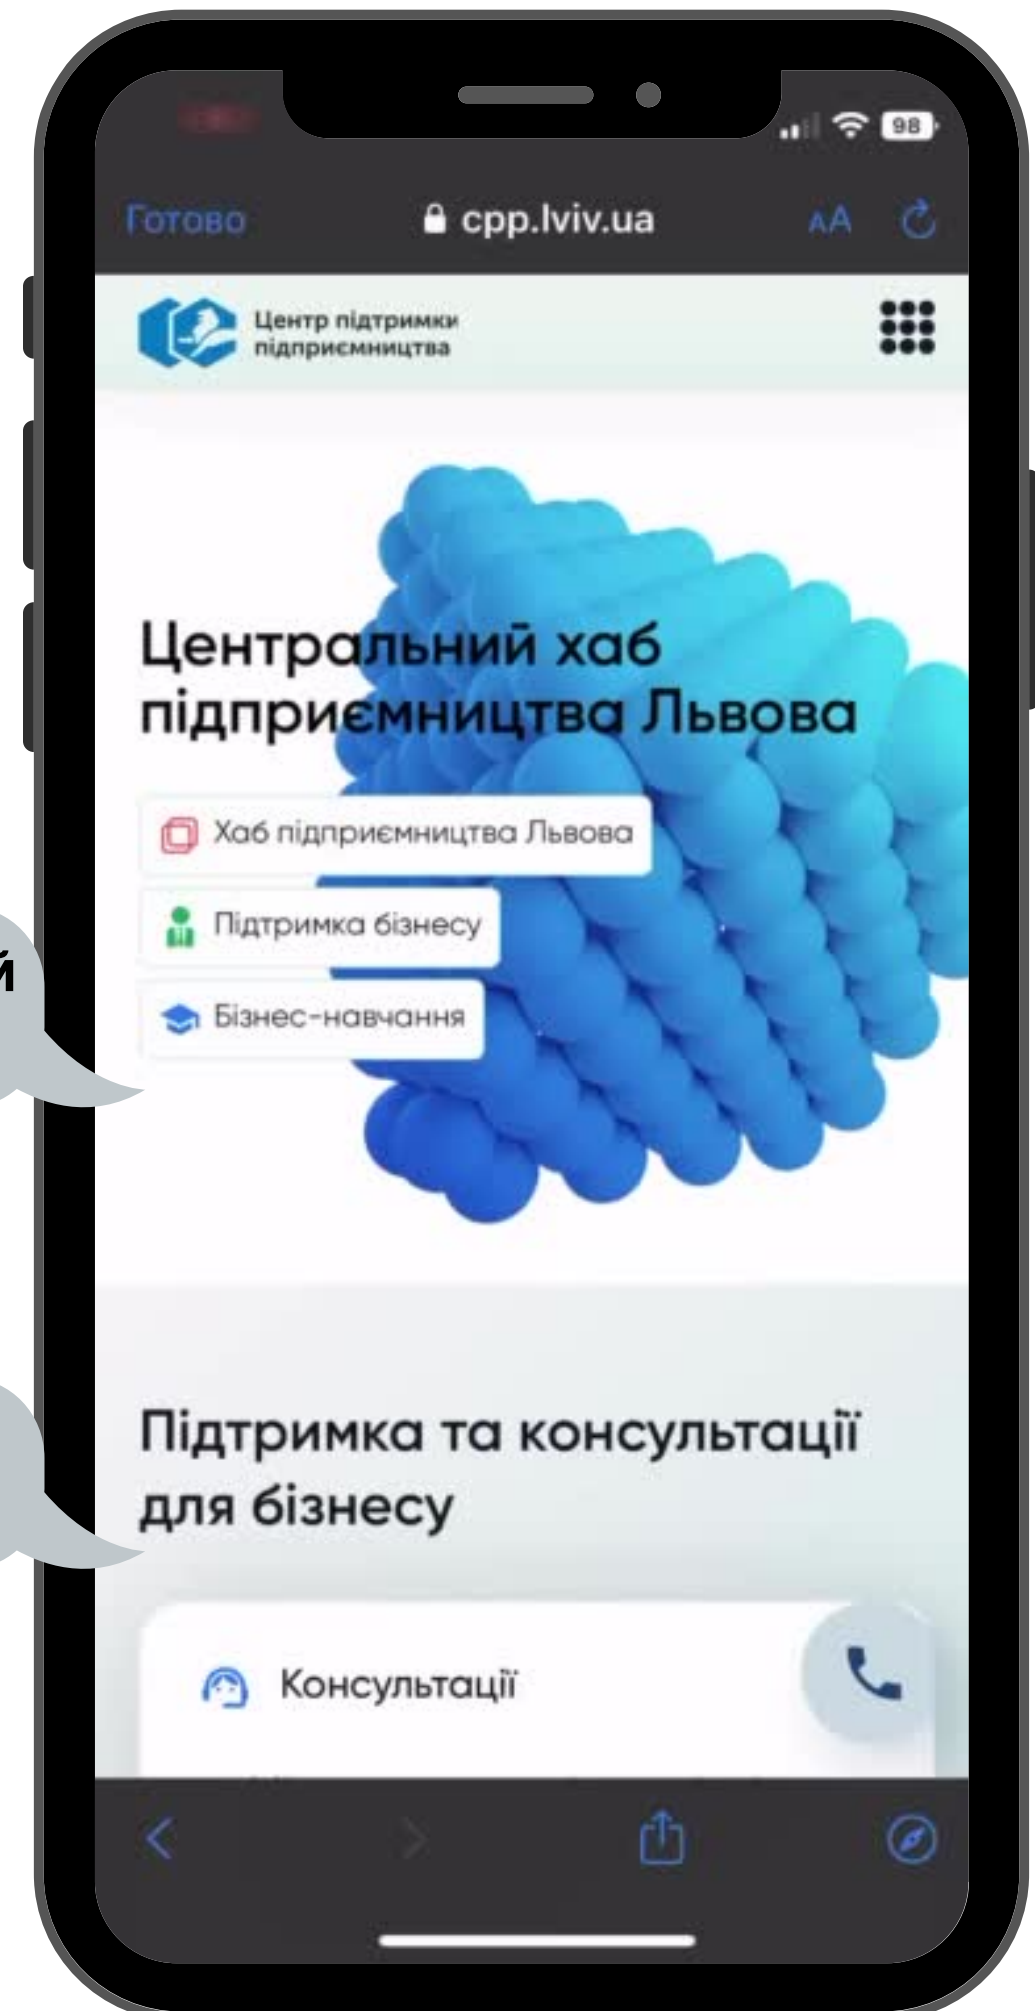 98
Готово
cpp.lviv.ua
AA
Центр підтримки
підприємництва
Центральний хаб
підприємництва Львова
Хаб підприємництва Львова
Підтримка бізнесу
Бізнес-навчання
й
Підтримка та консультації
для бізнесу
Консультації